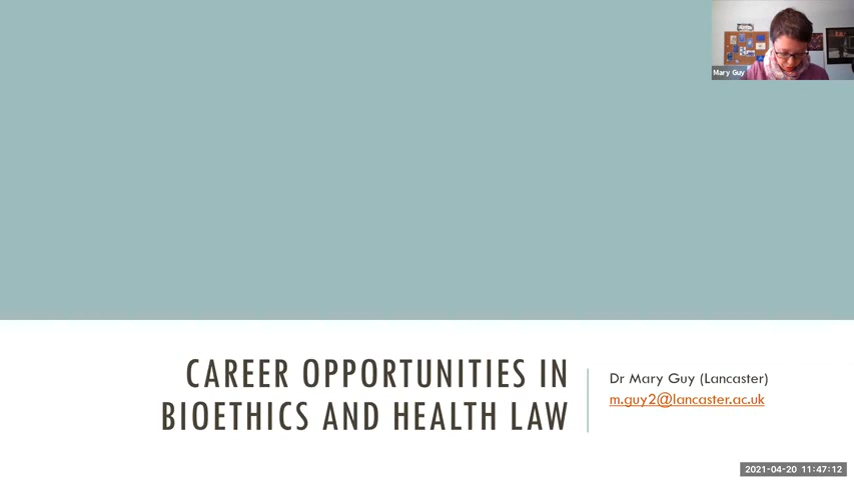 Mary Guy
CAREER OPPORTUNITIES IN
BIOETHICS AND HEALTH LAW
Dr Mary Guy (Lancaster)
m.guy2@lancaster.ac.uk
2021-04-20 11:47:12